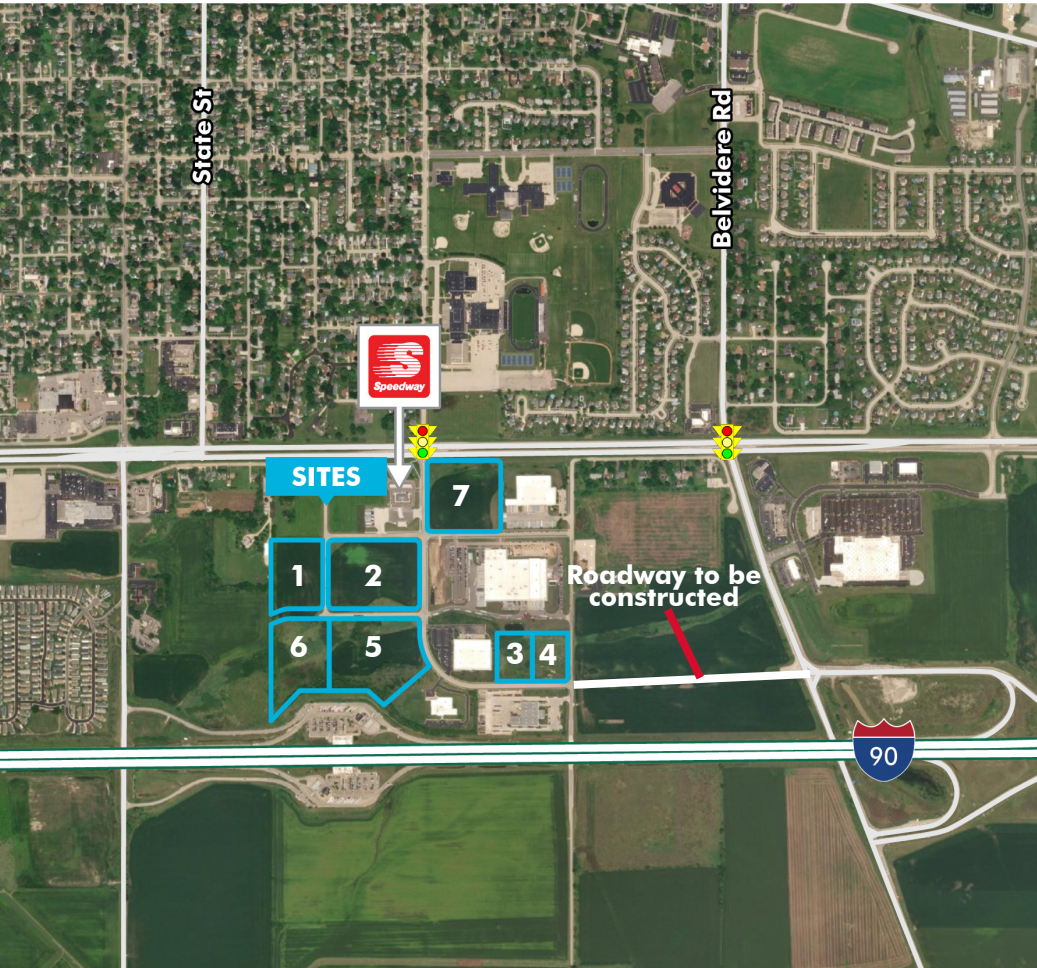 State St
Belvidere Rd
S
Speedway
SITES
7
1
2
Roadway to be
constructed
6
5
3
4
90